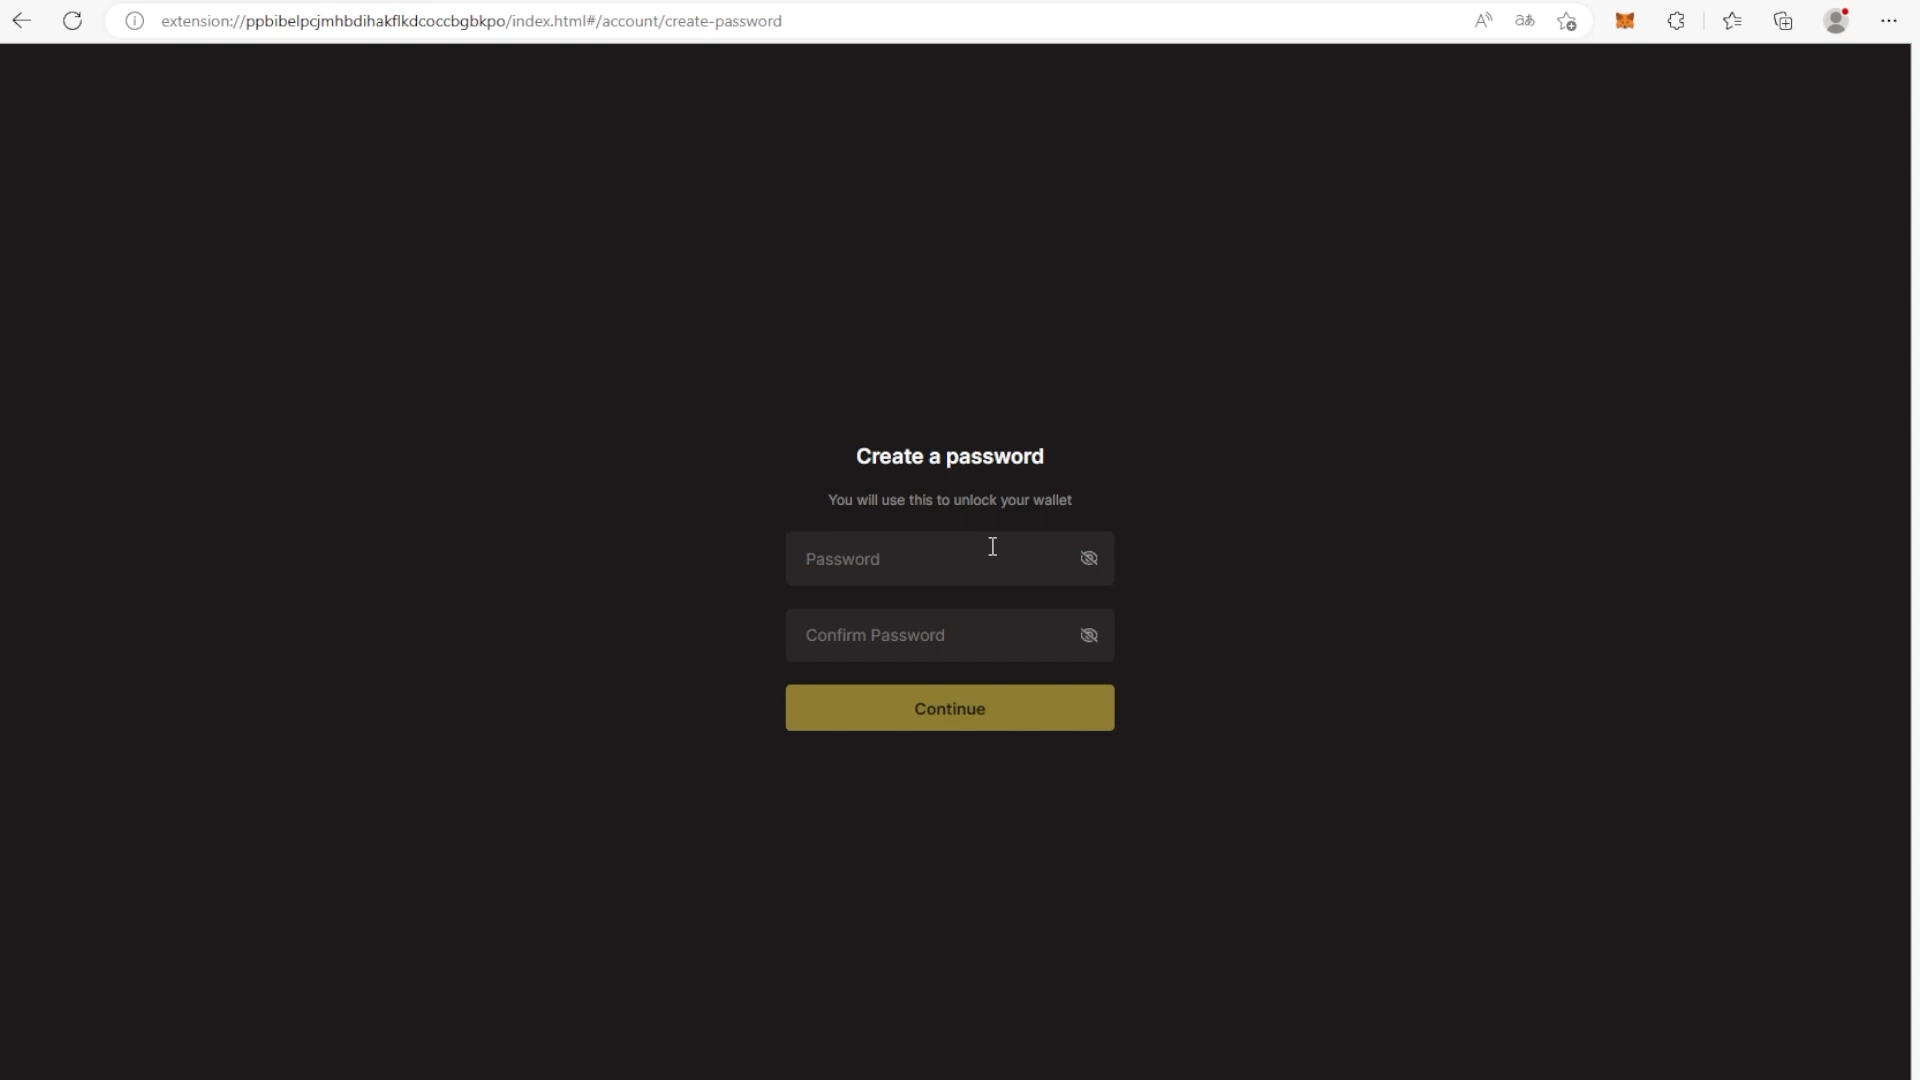 extension://ppbibelpcjmhbdihakflkdcoccbgbkpo/index.html#/account/create-password
Create a password
You will use this to unlock your wallet
Password
Confirm Password
Continue